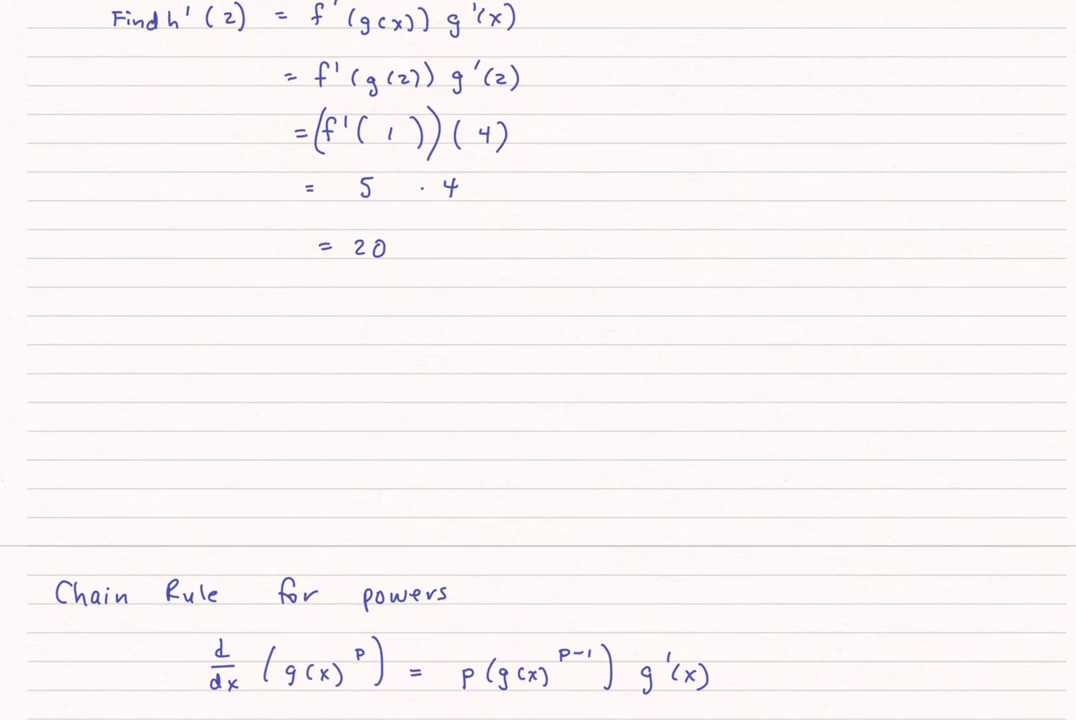 Find h'(2) = f'(g(x)) g'(x)
= f'(g(2)) g'(2)
= (f'(1))(4)
= 5 · 4
= 20
Chain Rule for powers
d/dx (g(x)^p) = p(g(x)^{p-1}) g'(x)